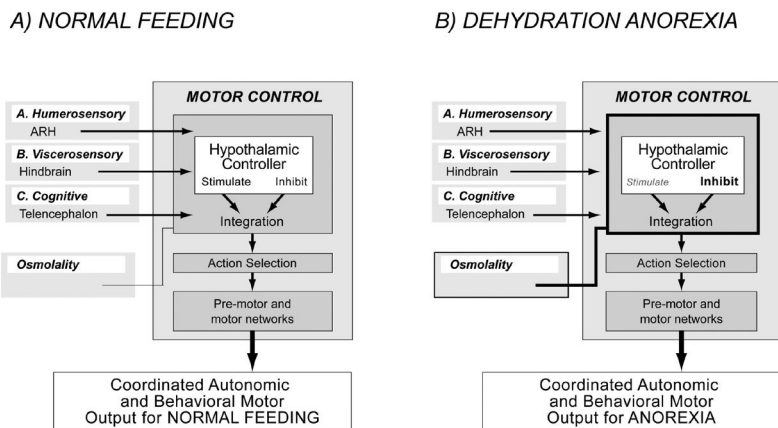 A) NORMAL FEEDING
MOTOR CONTROL
A. Humerosensory
ARH
B. Viscerosensory
Hindbrain
C. Cognitive
Telencephalon
Hypothalamic
Controller
Stimulate Inhibit
Integration
Osmolality
Action Selection
Pre-motor and
motor networks
Coordinated Autonomic
and Behavioral Motor
Output for NORMAL FEEDING
B) DEHYDRATION ANOREXIA
MOTOR CONTROL
A. Humerosensory
ARH
B. Viscerosensory
Hindbrain
C. Cognitive
Telencephalon
Hypothalamic
Controller
Stimulate Inhibit
Integration
Osmolality
Action Selection
Pre-motor and
motor networks
Coordinated Autonomic
and Behavioral Motor
Output for ANOREXIA